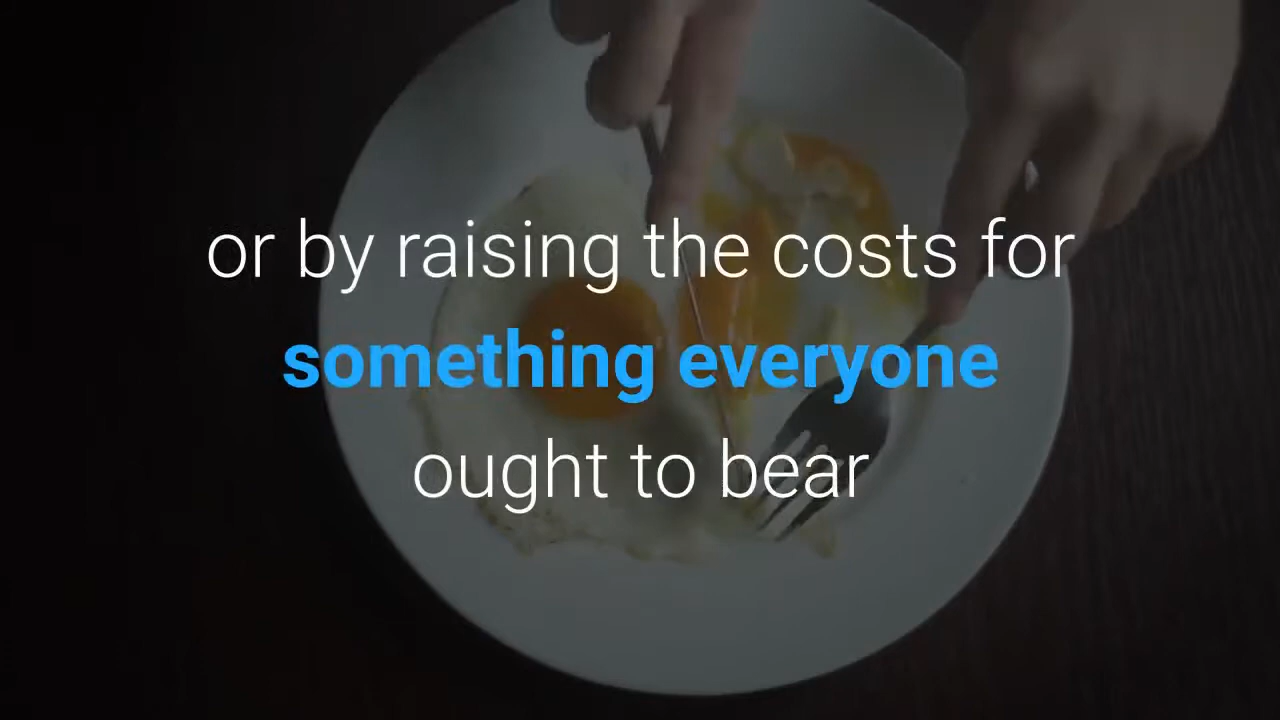 or by raising the costs for
something everyone
ought to bear